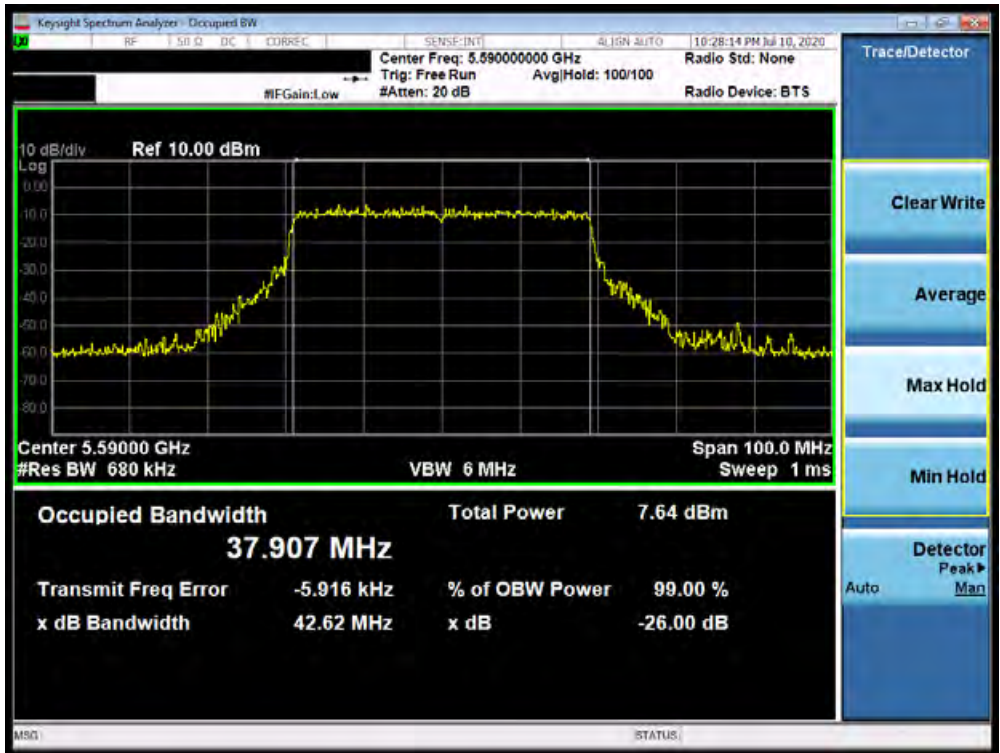 Keysight Spectrum Analyzer - Occupied BW
RF 50 Ω DC CORREC SENSE:INT ALIGN AUTO 10:28:14 PM Jul 10, 2020
Center Freq: 5.590000000 GHz Radio Std: None
Trig: Free Run Avg|Hold: 100/100
#IFGain:Low #Atten: 20 dB Radio Device: BTS
10 dB/div Ref 10.00 dBm
Log
0.00
-10.0
-20.0
-30.0
-40.0
-50.0
-60.0
-70.0
-80.0
Center 5.59000 GHz Span 100.0 MHz
#Res BW 680 kHz VBW 6 MHz Sweep 1 ms
Occupied Bandwidth Total Power 7.64 dBm
37.907 MHz
Transmit Freq Error -5.916 kHz % of OBW Power 99.00 %
x dB Bandwidth 42.62 MHz x dB -26.00 dB
Trace/Detector
Clear Write
Average
Max Hold
Min Hold
Detector
Peak▶
Auto Man
MSG STATUS